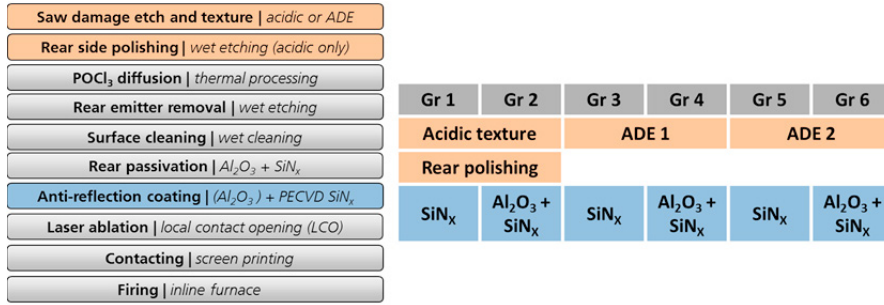 Saw damage etch and texture | acidic or ADE
Rear side polishing | wet etching (acidic only)
POCl₃ diffusion | thermal processing
Rear emitter removal | wet etching
Surface cleaning | wet cleaning
Rear passivation | Al₂O₃ + SiNₓ
Anti-reflection coating | (Al₂O₃) + PECVD SiNₓ
Laser ablation | local contact opening (LCO)
Contacting | screen printing
Firing | inline furnace
Gr 1 Gr 2 Gr 3 Gr 4 Gr 5 Gr 6
Acidic texture ADE 1 ADE 2
Rear polishing
SiNₓ Al₂O₃ + SiNₓ SiNₓ Al₂O₃ + SiNₓ SiNₓ Al₂O₃ + SiNₓ